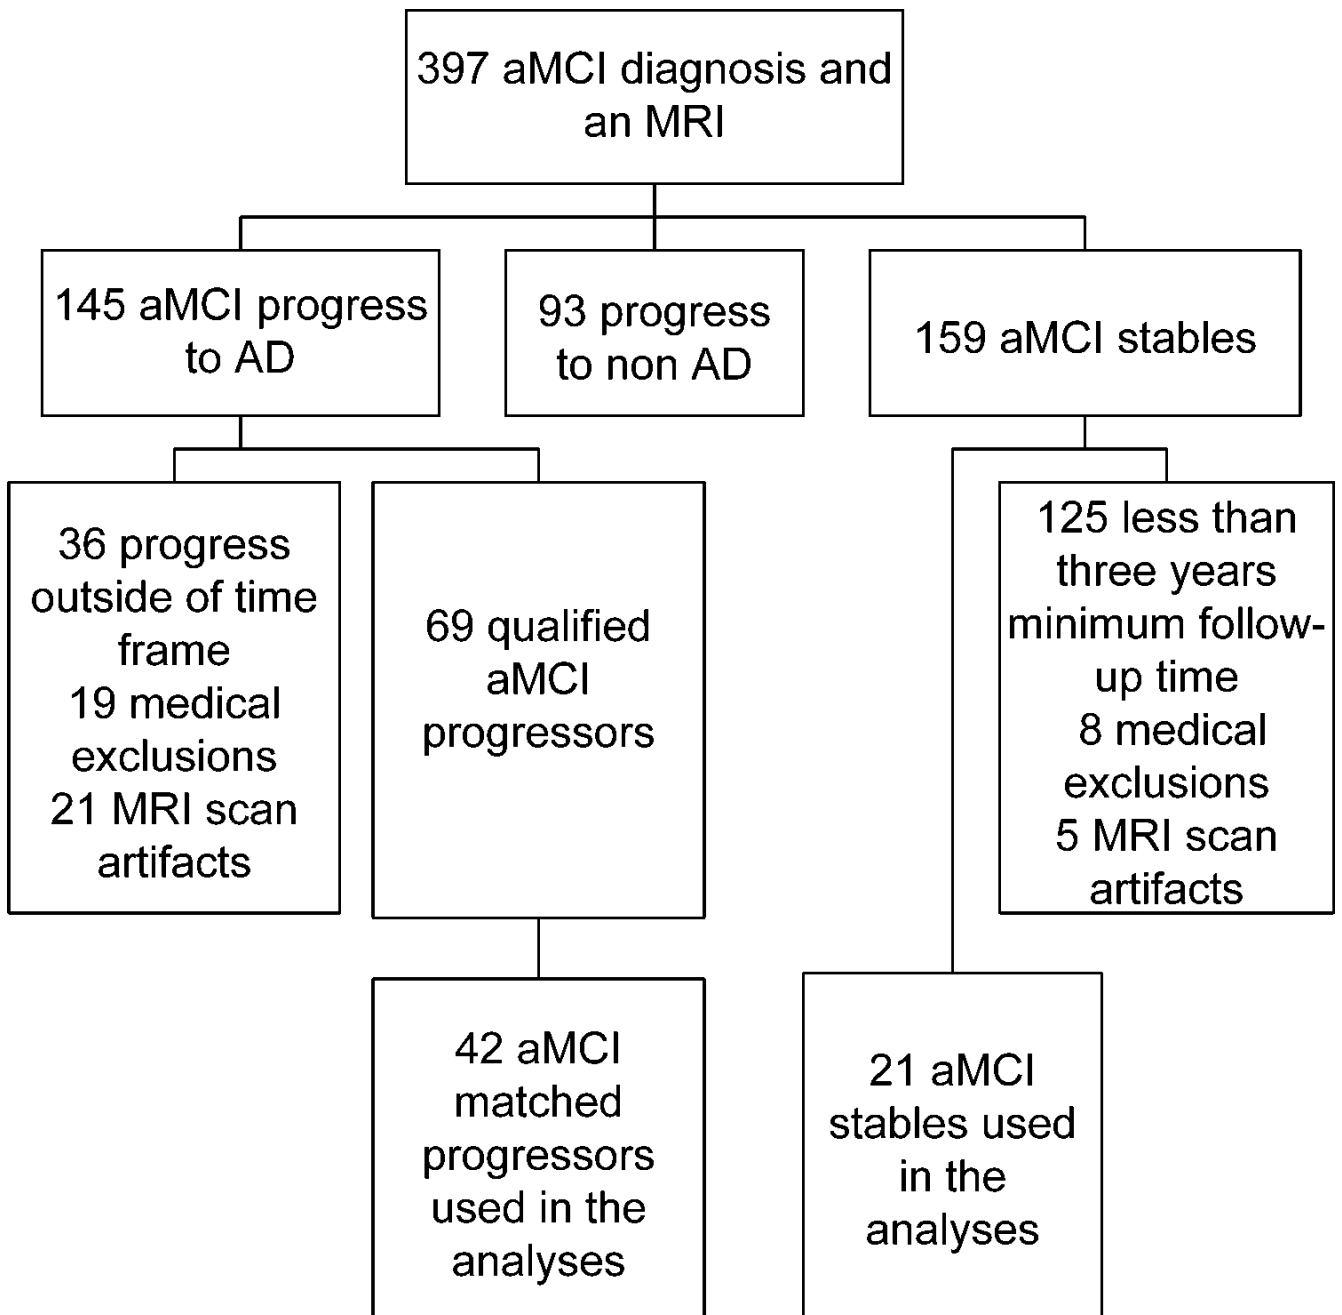 397 aMCI diagnosis and
an MRI
145 aMCI progress
to AD
93 progress
to non AD
159 aMCI stables
36 progress
outside of time
frame
19 medical
exclusions
21 MRI scan
artifacts
69 qualified
aMCI
progressors
125 less than
three years
minimum follow-
up time
8 medical
exclusions
5 MRI scan
artifacts
42 aMCI
matched
progressors
used in the
analyses
21 aMCI
stables used
in the
analyses